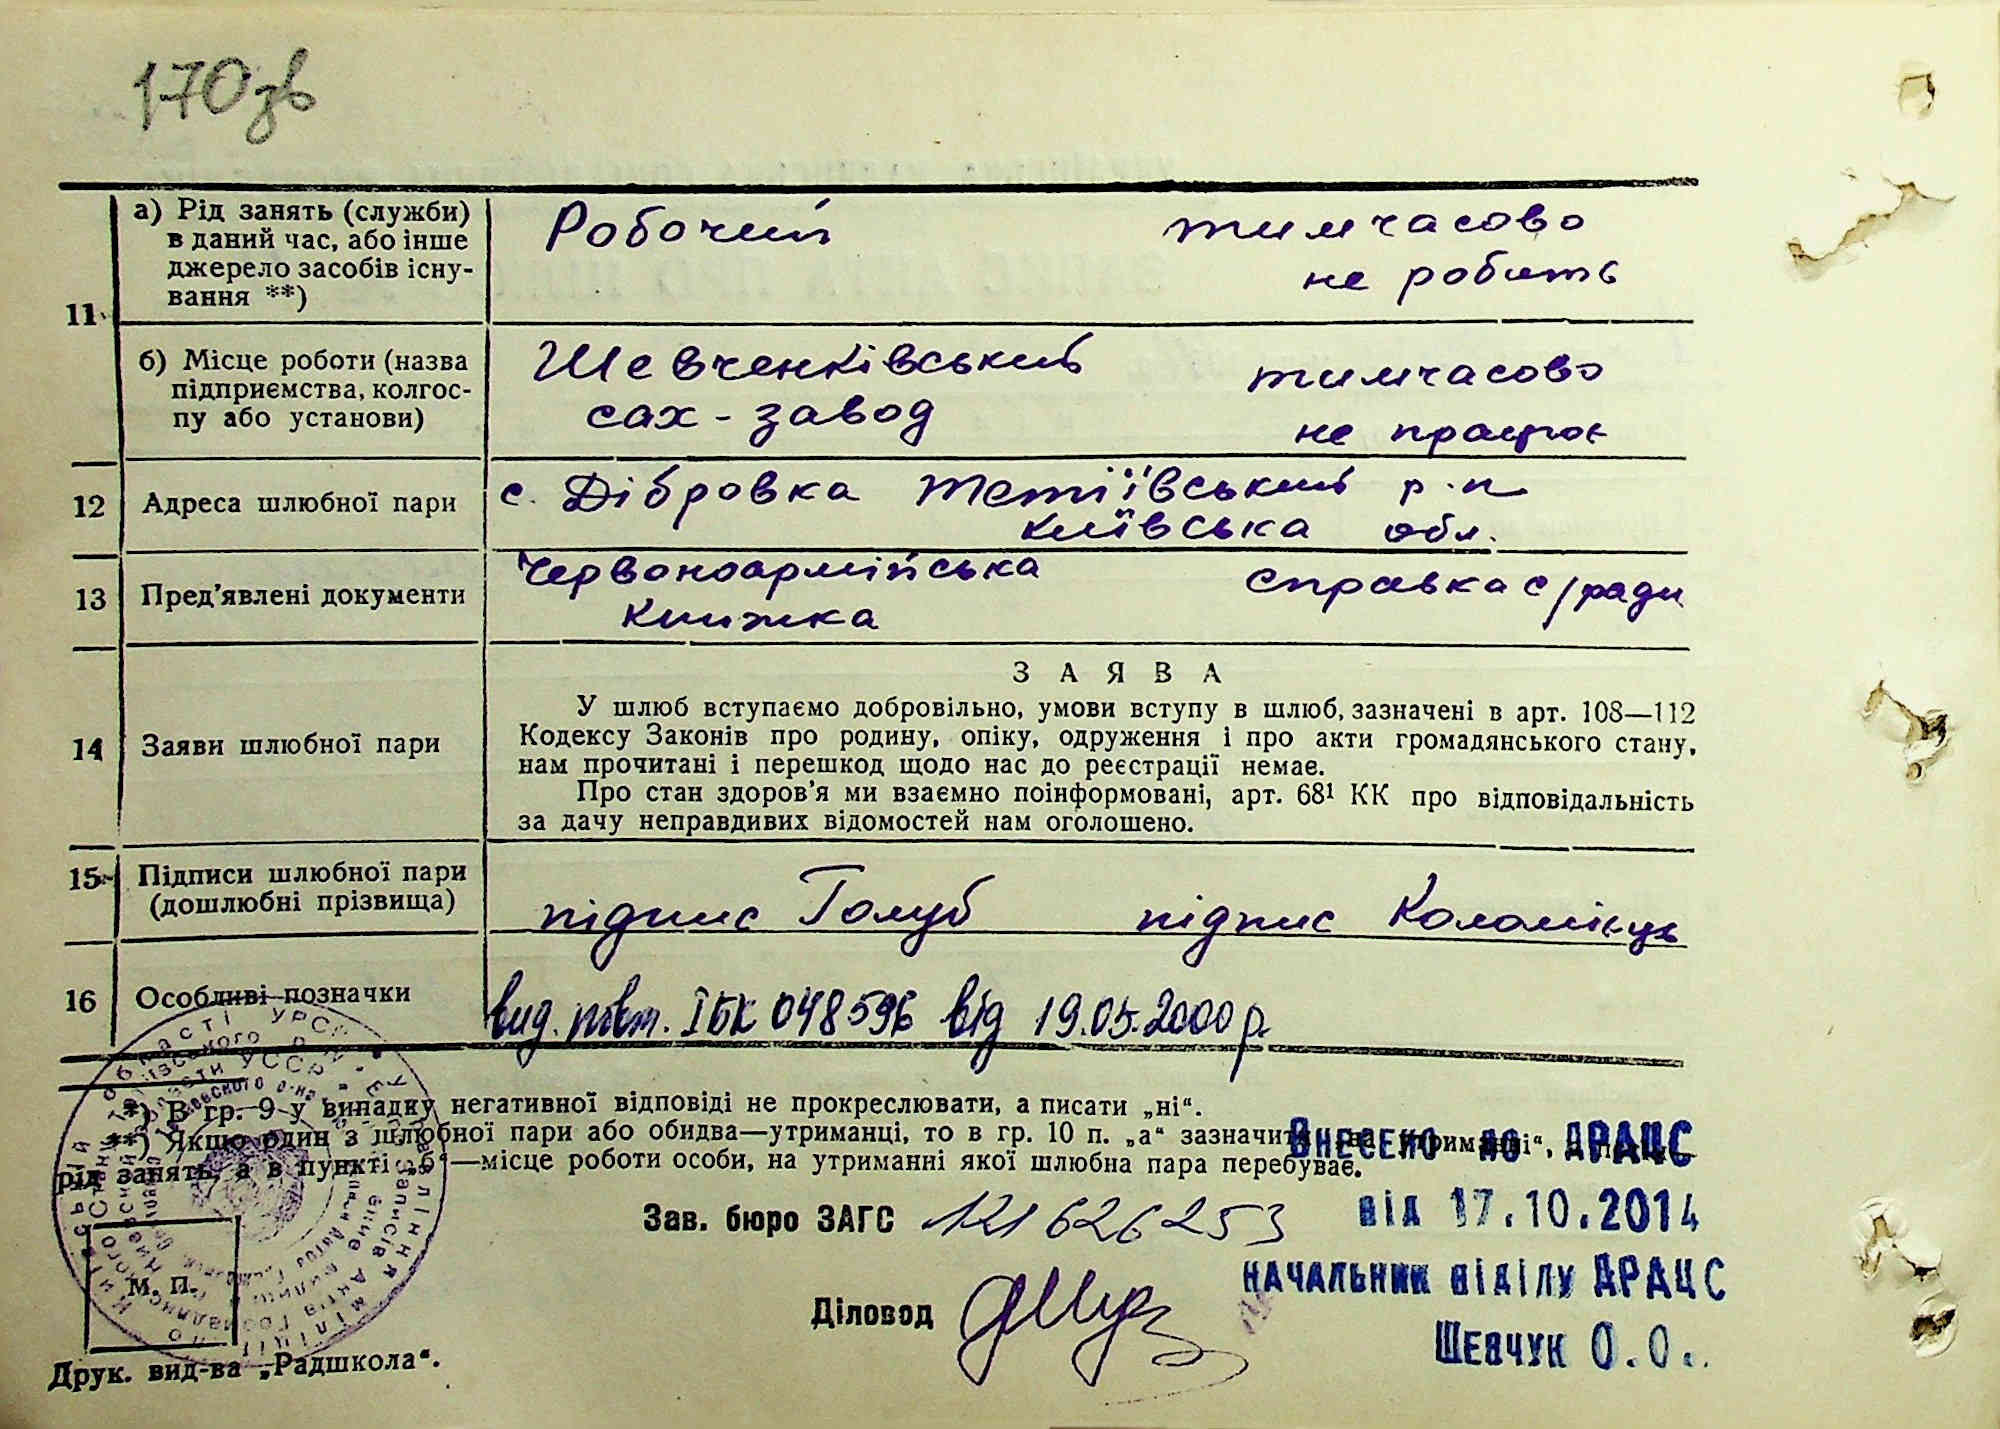 170зв
11
а) Рід занять (служби)
в даний час, або інше
джерело засобів існу-
вання **)
Робочий
тимчасово
не робить
б) Місце роботи (назва
підприємства, колгос-
пу або установи)
Шевченківський
сах-завод
тимчасово
не працює
12
Адреса шлюбної пари
с. Дібровка Тетіївський р-н
Київська обл.
13
Пред'явлені документи
Червоноармійська
книжка
справка с/ради
14
Заяви шлюбної пари
ЗАЯВА
У шлюб вступаємо добровільно, умови вступу в шлюб, зазначені в арт. 108—112
Кодексу Законів про родину, опіку, одруження і про акти громадянського стану,
нам прочитані і перешкод щодо нас до реєстрації немає.
Про стан здоров'я ми взаємно поінформовані, арт. 68¹ КК про відповідальність
за дачу неправдивих відомостей нам оголошено.
15
Підписи шлюбної пари
(дошлюбні прізвища)
підпис Голуб
підпис Коломієць
16
Особливі позначки
вид. повт. ІБК 048596 від 19.05.2000 р.
*) В гр. 9 у випадку негативної відповіді не прокреслювати, а писати „ні“.
**) Якщо один з шлюбної пари або обидва—утриманці, то в гр. 10 п. „а“ зазначити „на утриманні“,
рід занять, а в пункті „б“—місце роботи особи, на утриманні якої шлюбна пара перебуває.
Внесено до ДРАЦС
від 17.10.2014
начальник відділу ДРАЦС
Шевчук О.О.
Зав. бюро ЗАГС 121626253
Діловод
М. П.
Друк. вид-ва „Радшкола“.